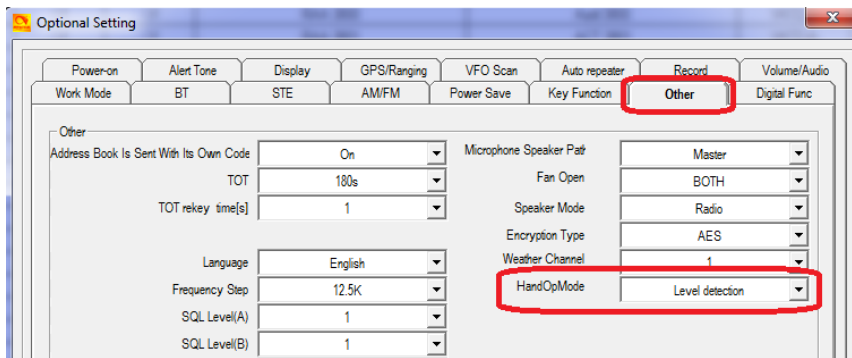 Optional Setting
Power-on Alert Tone Display GPS/Ranging VFO Scan Auto repeater Record Volume/Audio
Work Mode BT STE AM/FM Power Save Key Function Other Digital Func
Other
Address Book Is Sent With Its Own Code On
Microphone Speaker Path Master
TOT 180s
Fan Open BOTH
TOT rekey time[s] 1
Speaker Mode Radio
Encryption Type AES
Language English
Weather Channel 1
Frequency Step 12.5K
HandOpMode Level detection
SQL Level(A) 1
SQL Level(B) 1